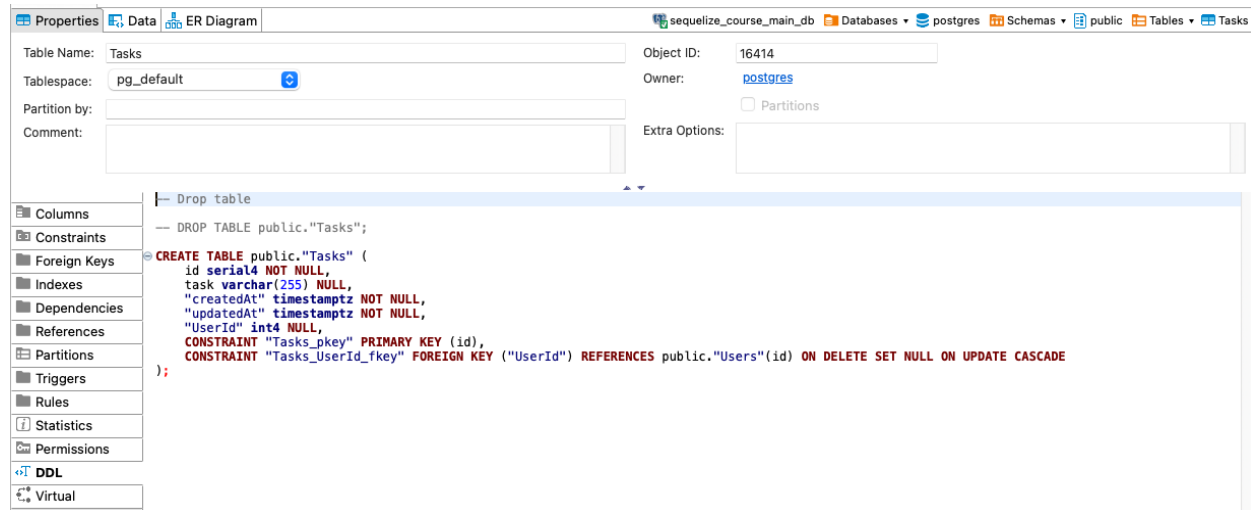 Properties Data ER Diagram sequelize_course_main_db Databases postgres Schemas public Tables Tasks
Table Name: Tasks Object ID: 16414
Tablespace: pg_default Owner: postgres
Partition by: Partitions
Comment: Extra Options:
-- Drop table
Columns
-- DROP TABLE public."Tasks";
Constraints
Foreign Keys CREATE TABLE public."Tasks" (
id serial4 NOT NULL,
Indexes task varchar(255) NULL,
"createdAt" timestamptz NOT NULL,
Dependencies "updatedAt" timestamptz NOT NULL,
References "UserId" int4 NULL,
CONSTRAINT "Tasks_pkey" PRIMARY KEY (id),
Partitions CONSTRAINT "Tasks_UserId_fkey" FOREIGN KEY ("UserId") REFERENCES public."Users"(id) ON DELETE SET NULL ON UPDATE CASCADE
Triggers );
Rules
Statistics
Permissions
DDL
Virtual